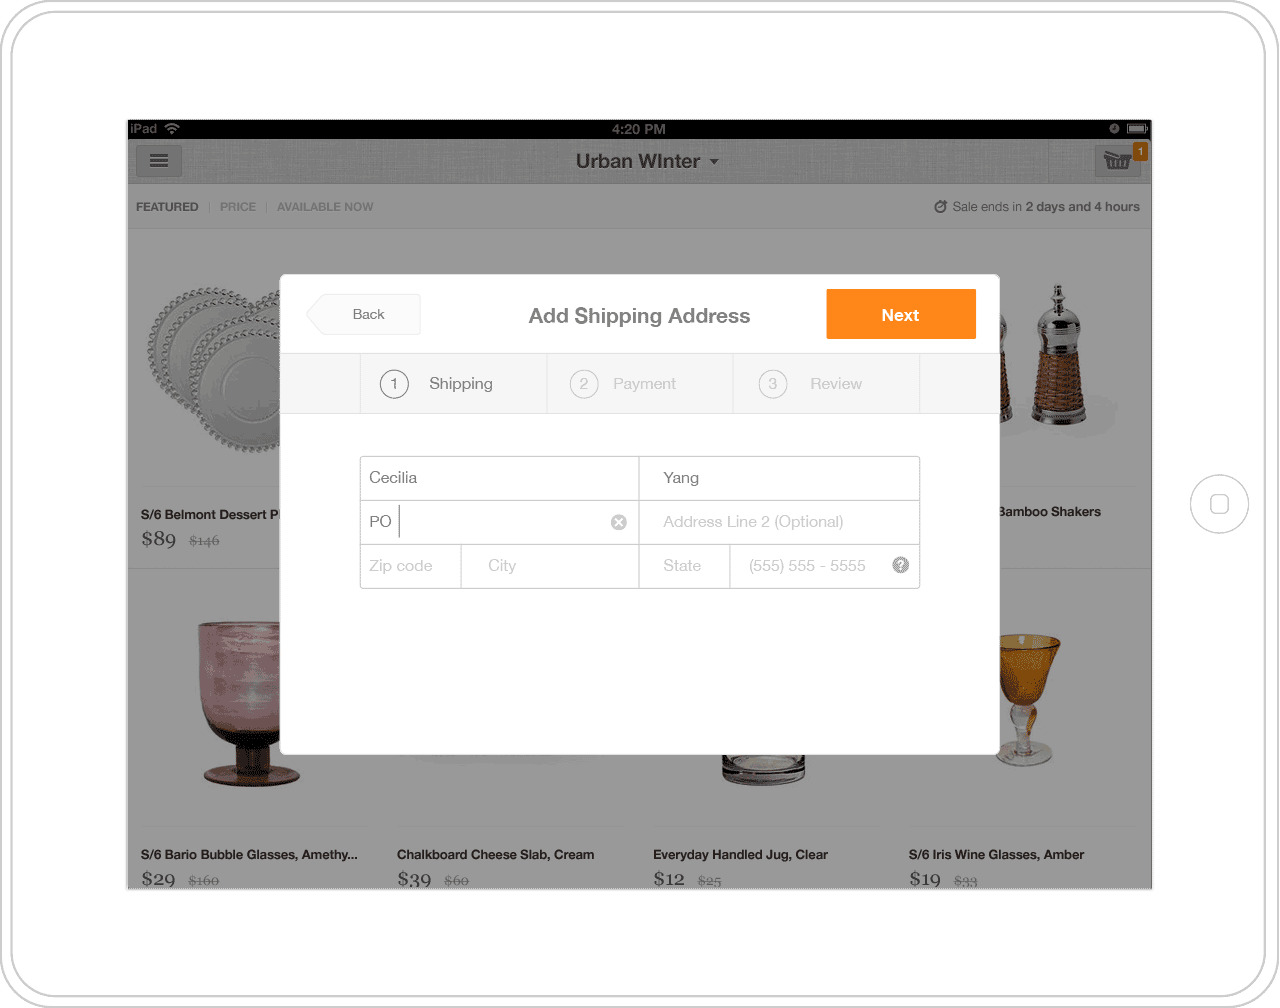 iPad 4:20 PM
Urban WInter 1
FEATURED PRICE AVAILABLE NOW Sale ends in 2 days and 4 hours
Back Add Shipping Address Next
1 Shipping 2 Payment 3 Review
Cecilia Yang
PO Address Line 2 (Optional)
Zip code City State (555) 555 - 5555 ?
S/6 Belmont Dessert Pl Bamboo Shakers
$89 $146
S/6 Bario Bubble Glasses, Amethy... Chalkboard Cheese Slab, Cream Everyday Handled Jug, Clear S/6 Iris Wine Glasses, Amber
$29 $160 $39 $60 $12 $25 $19 $33